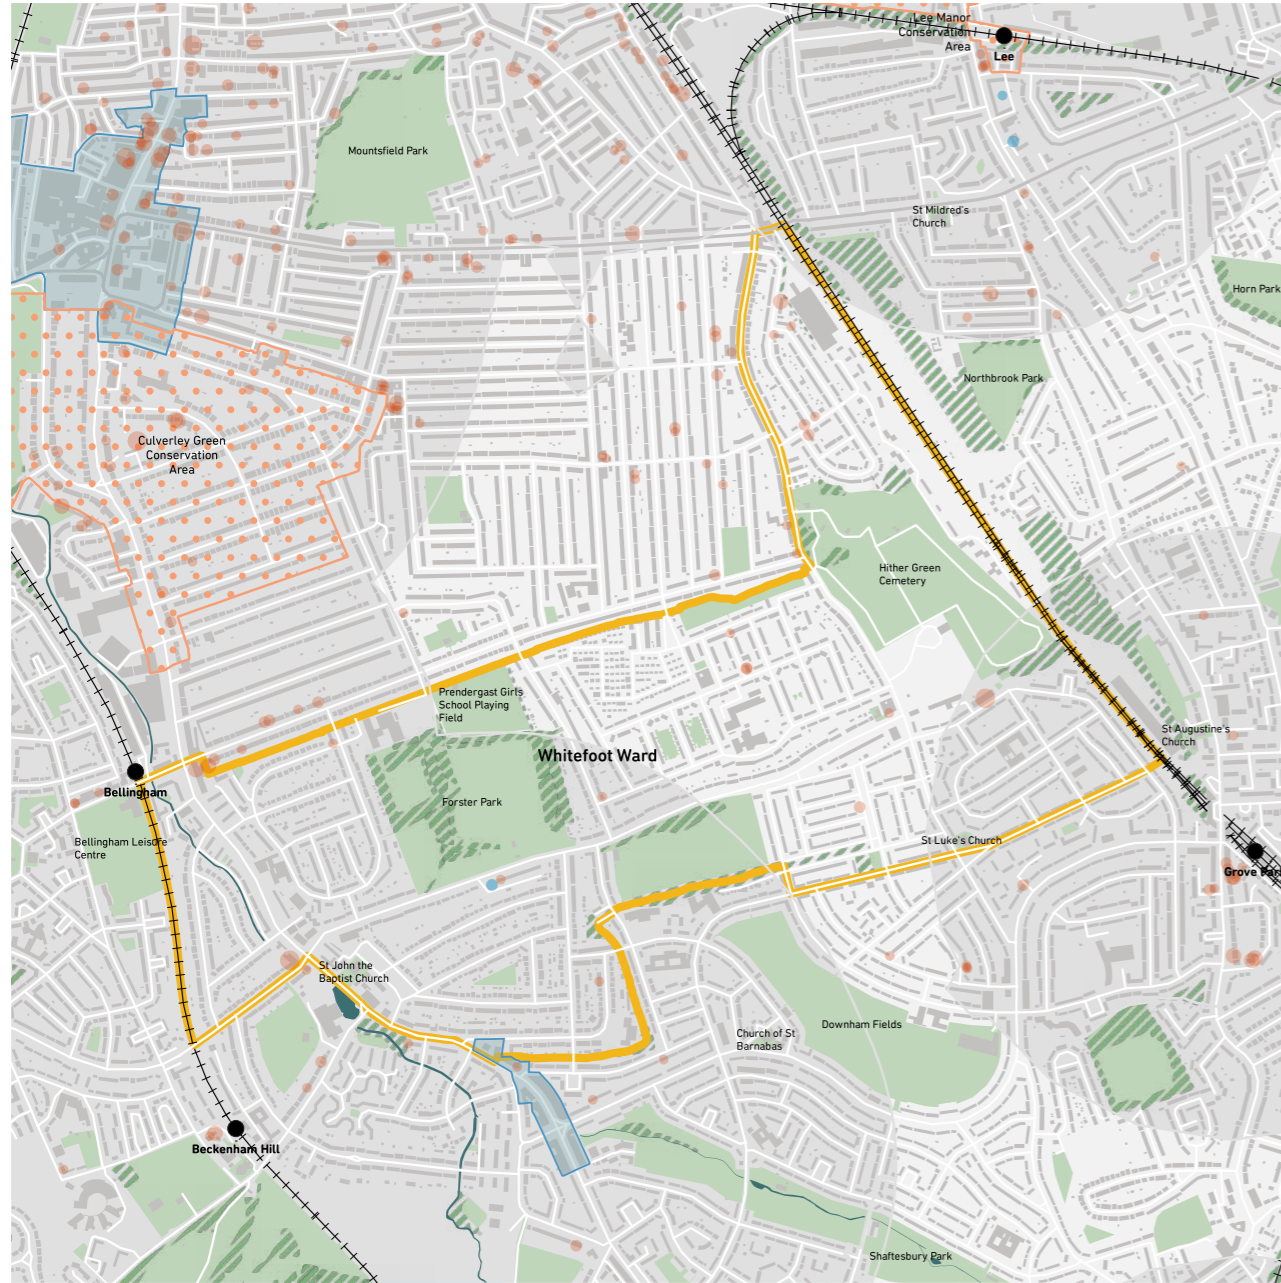 Lee Manor
Conservation
Area
Lee
Mountsfield Park
St Mildred's
Church
Horn Park
Northbrook Park
Culverley Green
Conservation
Area
Hither Green
Cemetery
Prendergast Girls
School Playing
Field
St Augustine's
Church
Whitefoot Ward
Bellingham
Forster Park
Bellingham Leisure
Centre
St Luke's Church
Grove Park
St John the
Baptist Church
Downham Fields
Church of St
Barnabas
Beckenham Hill
Shaftesbury Park